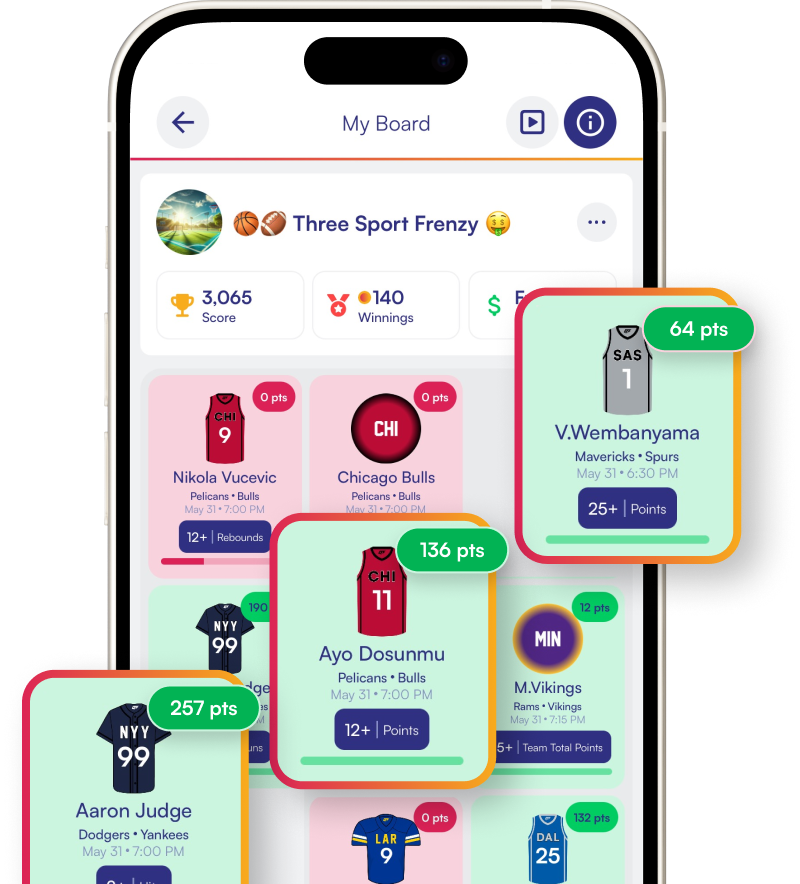 My Board
Three Sport Frenzy
3,065
Score
140
Winnings
64 pts
SAS
1
V.Wembanyama
Mavericks • Spurs
May 31 • 6:30 PM
25+ | Points
0 pts
CHI
9
Nikola Vucevic
Pelicans • Bulls
May 31 • 7:00 PM
12+ | Rebounds
0 pts
CHI
Chicago Bulls
Pelicans • Bulls
May 31 • 7:00 PM
136 pts
CHI
11
Ayo Dosunmu
Pelicans • Bulls
May 31 • 7:00 PM
12+ | Points
190
NYY
99
12 pts
MIN
M.Vikings
Rams • Vikings
May 31 • 7:15 PM
5+ | Team Total Points
257 pts
NYY
99
Aaron Judge
Dodgers • Yankees
May 31 • 7:00 PM
0 pts
LAR
9
132 pts
DAL
25